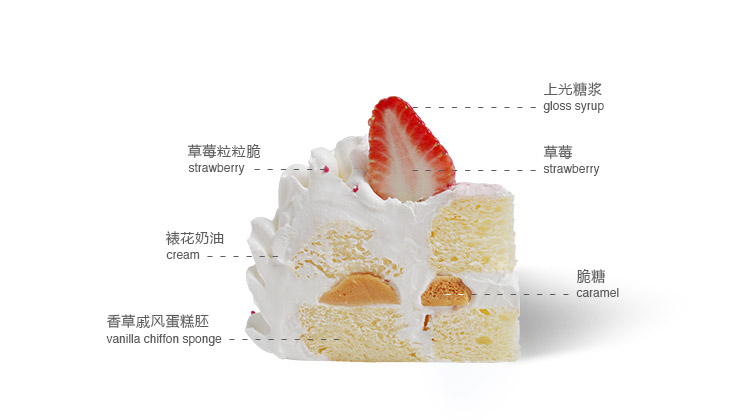 上光糖浆
gloss syrup
草莓粒粒脆
strawberry
草莓
strawberry
裱花奶油
cream
脆糖
caramel
香草戚风蛋糕胚
vanilla chiffon sponge